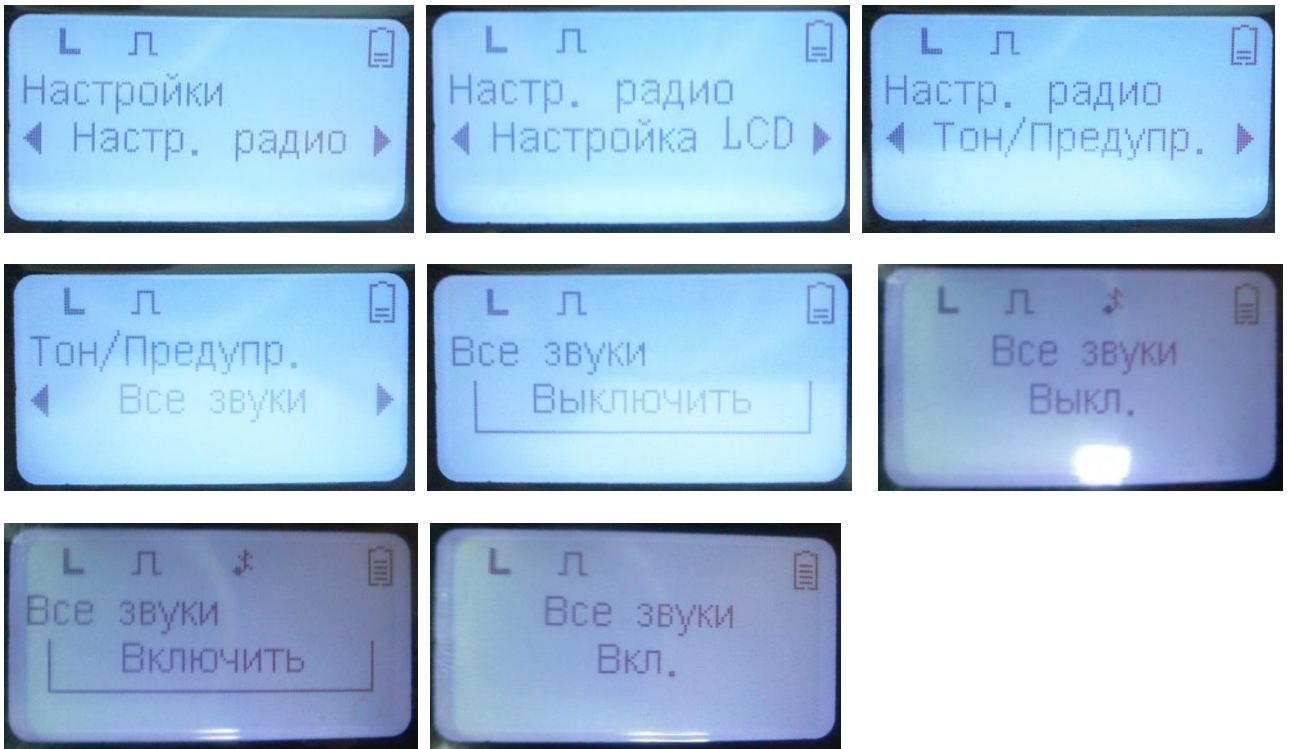 L
Настройки
Настр. радио
L
Настр. радио
Настройка LCD
L
Настр. радио
Тон/Предупр.
L
Тон/Предупр.
Все звуки
L
Все звуки
Выключить
L
Все звуки
Выкл.
L
Все звуки
Включить
L
Все звуки
Вкл.